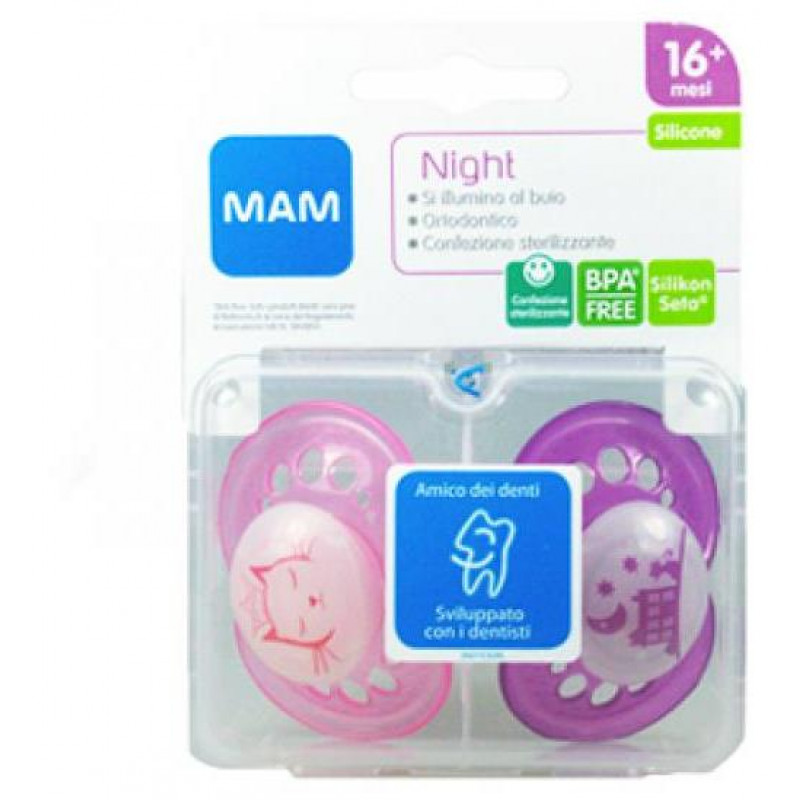 16+
mesi
Silicone
MAM
Night
Si illumina al buio
Ortodontico
Confezione sterilizzante
Confezione
sterilizzante
BPA
FREE
Silikon
Seta®
Amico dei denti
Sviluppato
con i dentisti